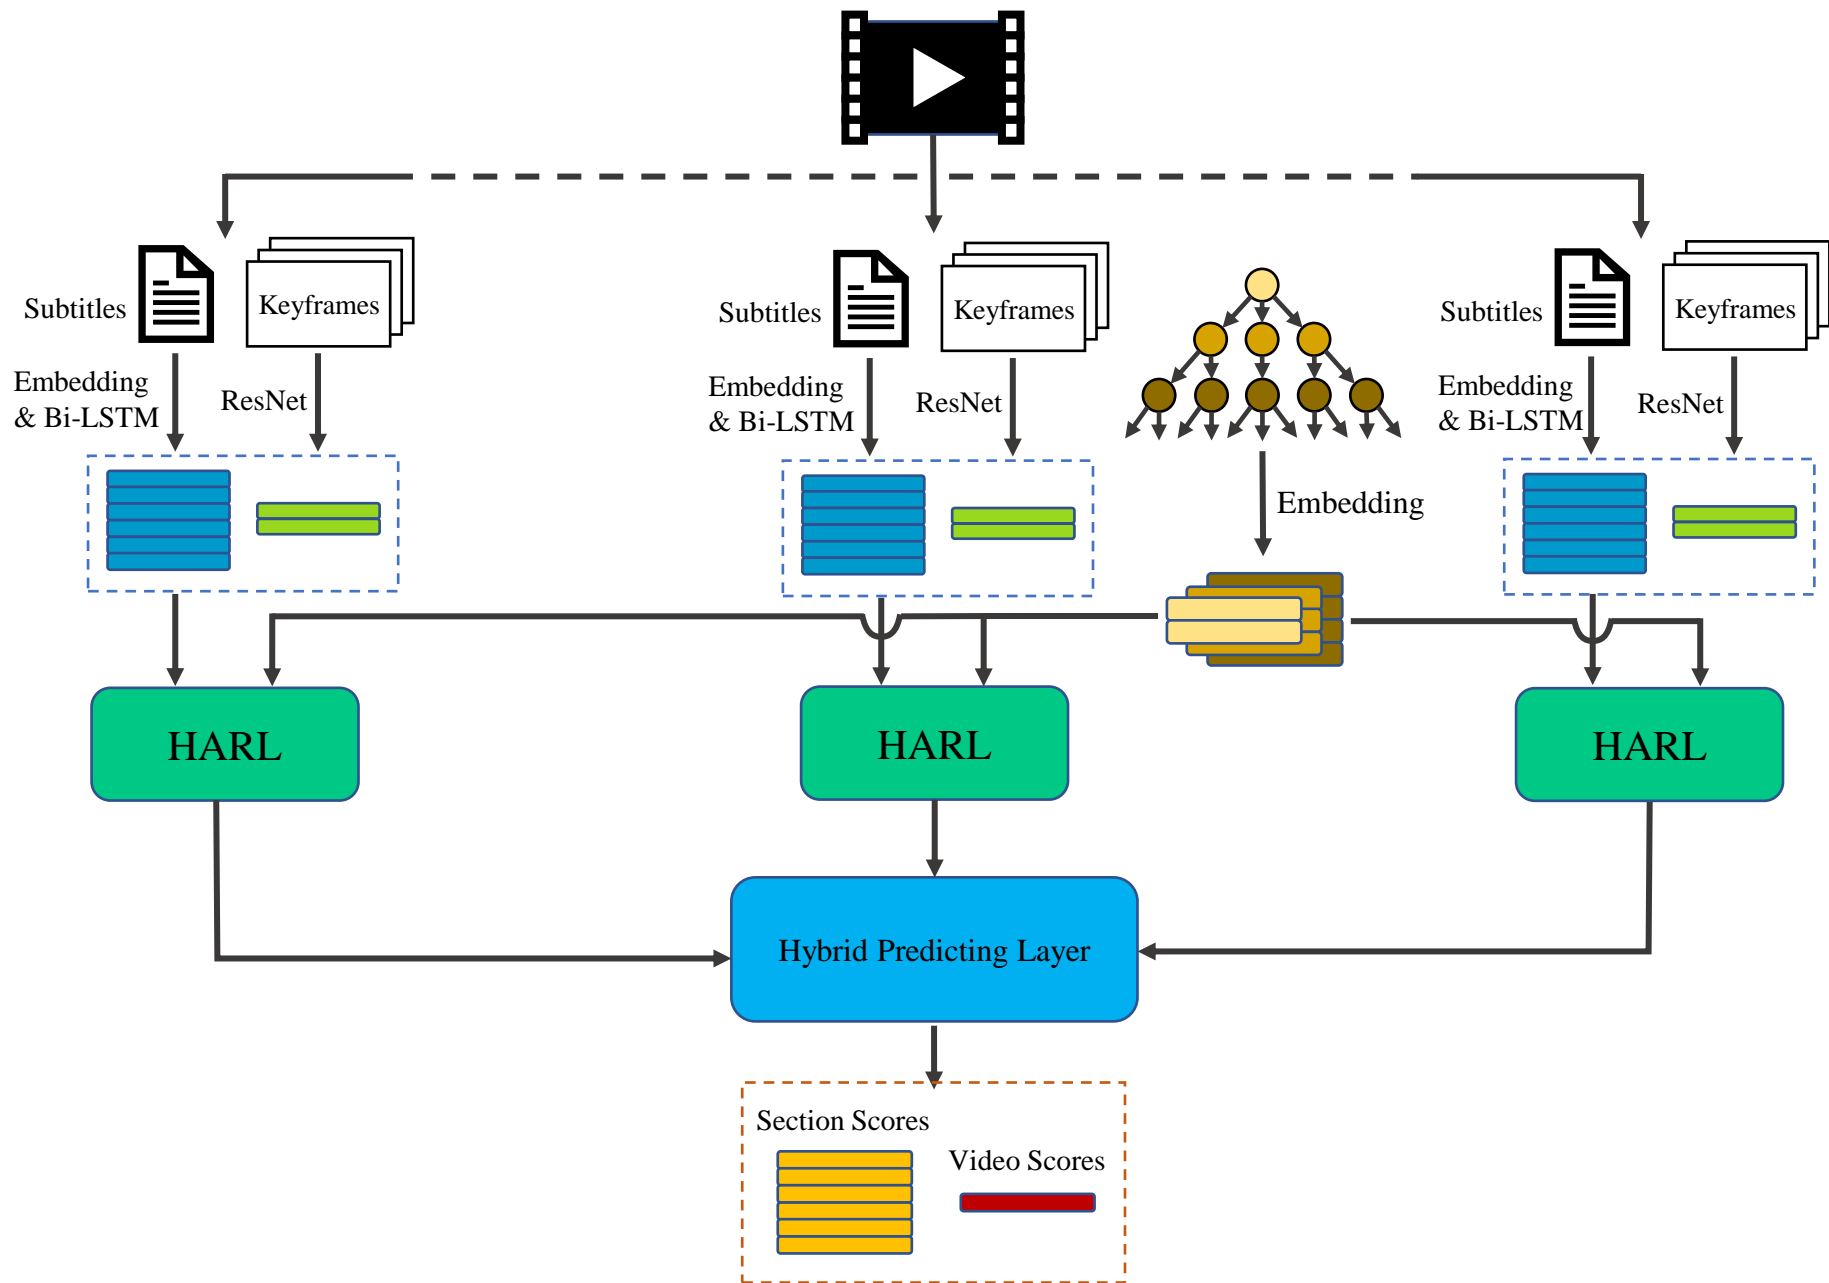 Subtitles
Keyframes
Embedding
& Bi-LSTM
ResNet
Subtitles
Keyframes
Embedding
& Bi-LSTM
ResNet
Embedding
Subtitles
Keyframes
Embedding
& Bi-LSTM
ResNet
HARL
HARL
HARL
Hybrid Predicting Layer
Section Scores
Video Scores